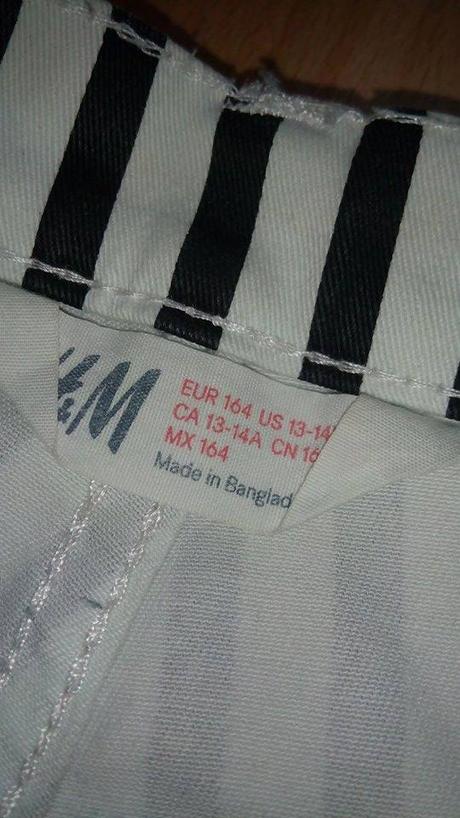 H&M
EUR 164 US 13-14
CA 13-14A CN 16
MX 164
Made in Banglad